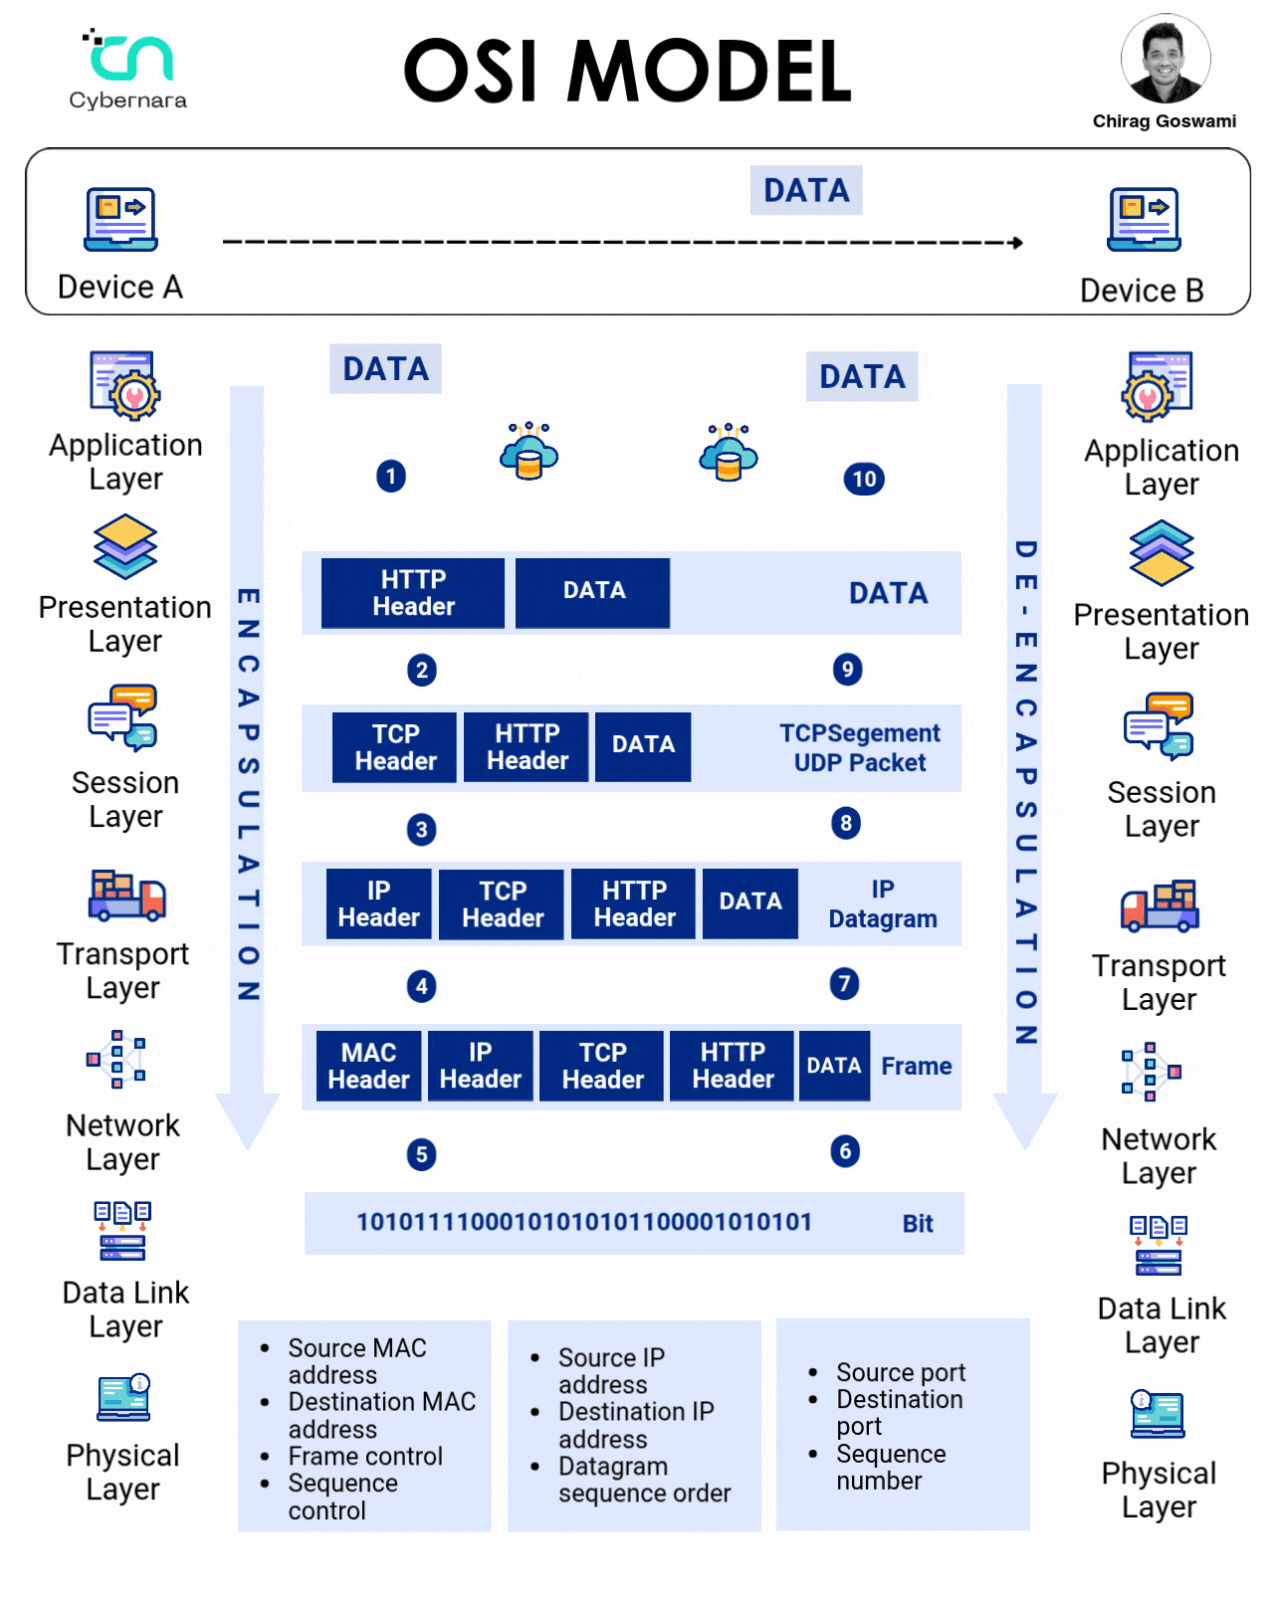 Cybernara
OSI MODEL
Chirag Goswami
DATA
Device A
Device B
DATA
DATA
Application
Layer
Presentation
Layer
Session
Layer
Transport
Layer
Network
Layer
Data Link
Layer
Physical
Layer
ENCAPSULATION
1
10
HTTP
Header
DATA
DATA
2
9
TCP
Header
HTTP
Header
DATA
TCPSegement
UDP Packet
3
8
IP
Header
TCP
Header
HTTP
Header
DATA
IP
Datagram
4
7
MAC
Header
IP
Header
TCP
Header
HTTP
Header
DATA
Frame
5
6
1010111100010101010110000101​0101
Bit
DE-ENCAPSULATION
Application
Layer
Presentation
Layer
Session
Layer
Transport
Layer
Network
Layer
Data Link
Layer
Physical
Layer
• Source MAC
address
• Destination MAC
address
• Frame control
• Sequence
control
• Source IP
address
• Destination IP
address
• Datagram
sequence order
• Source port
• Destination
port
• Sequence
number